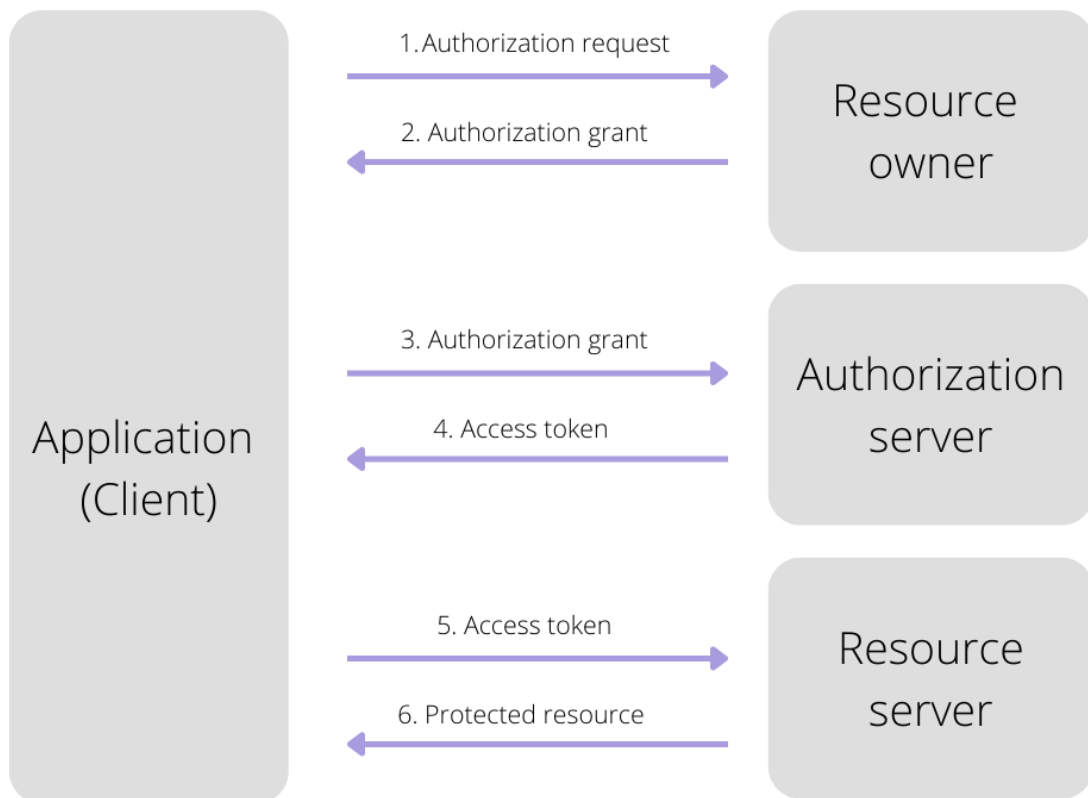 1. Authorization request
2. Authorization grant
Resource
owner
3. Authorization grant
4. Access token
Authorization
server
Application
(Client)
5. Access token
6. Protected resource
Resource
server